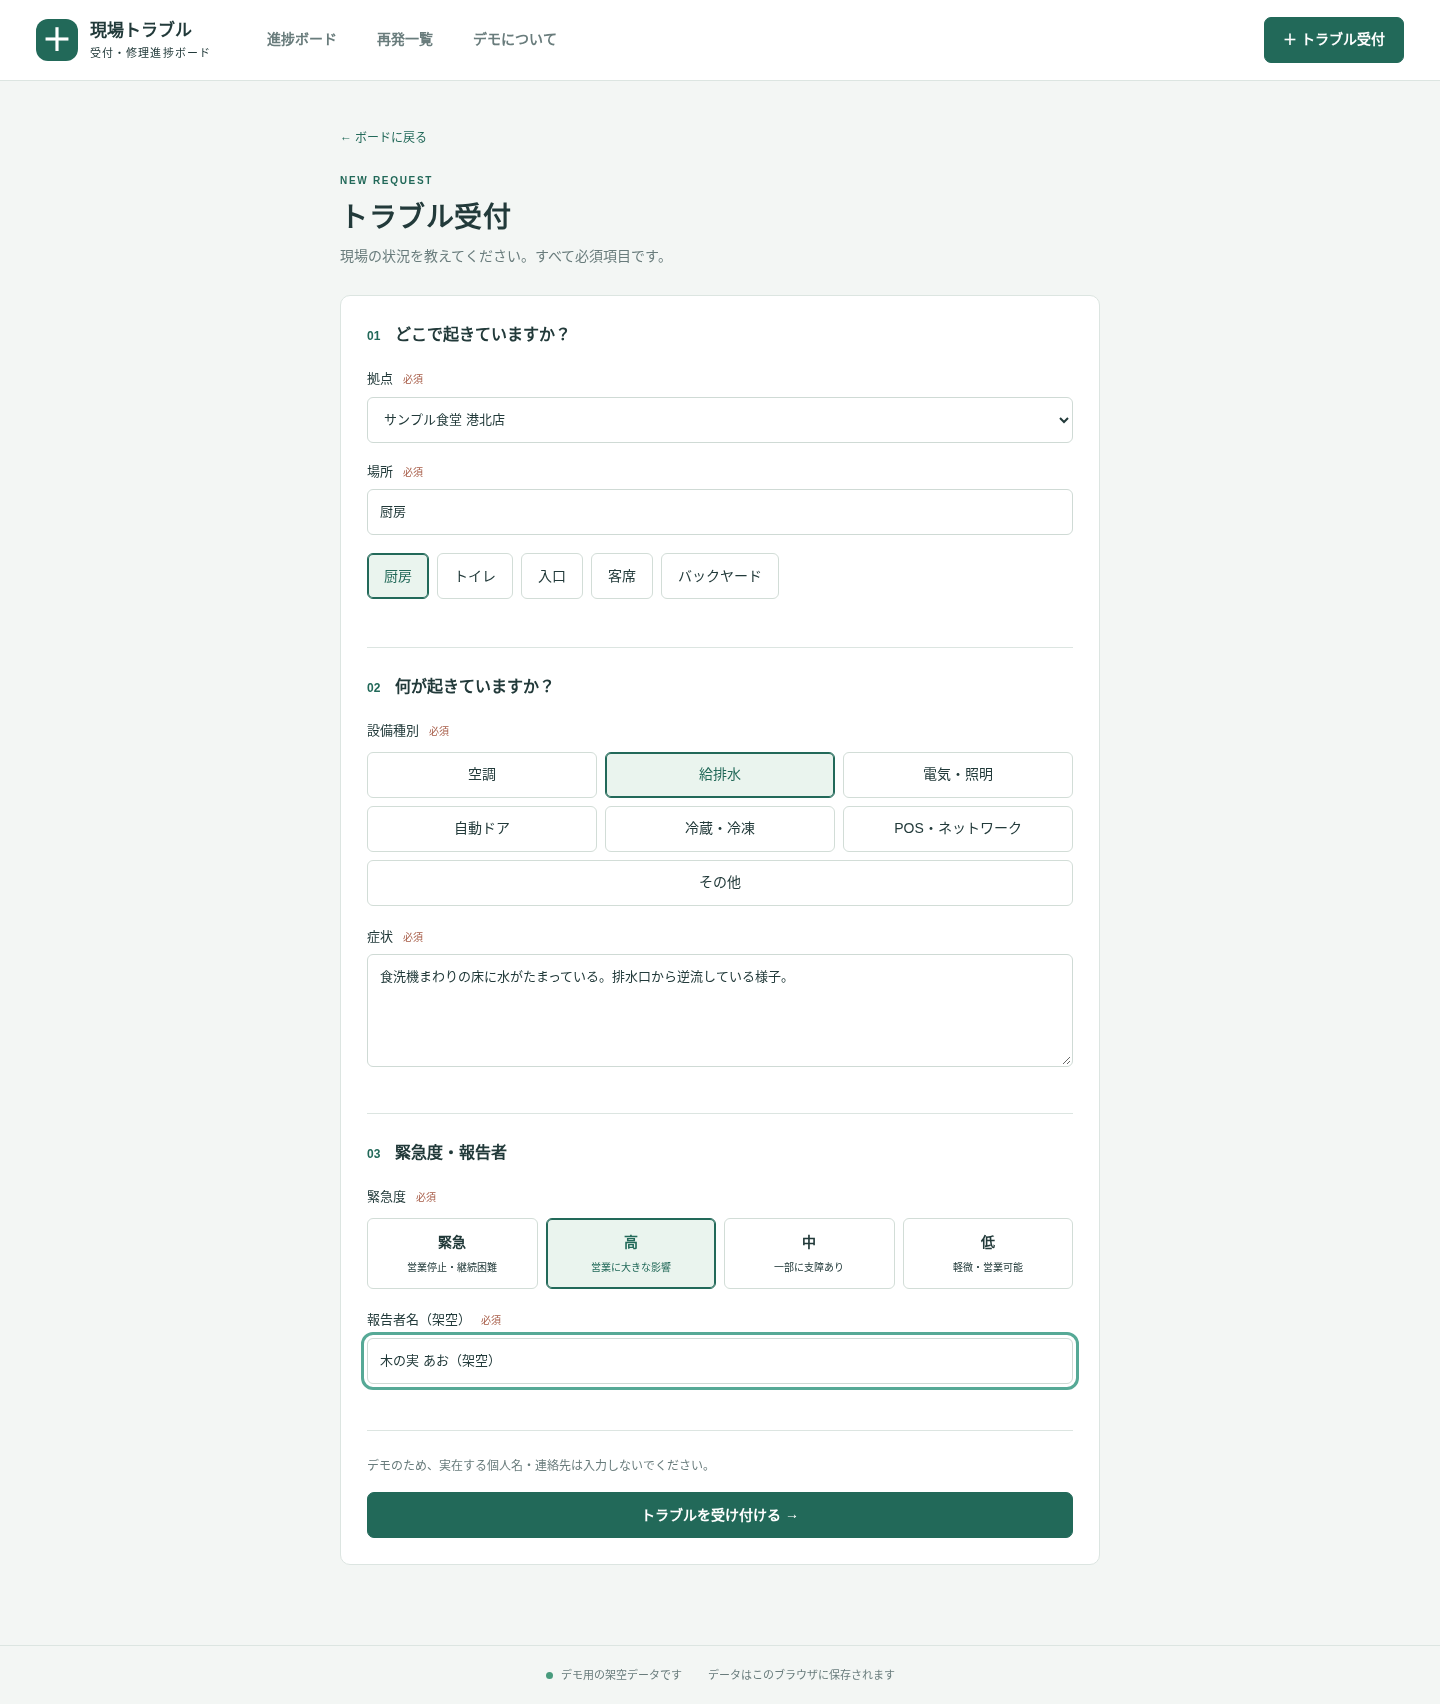 現場トラブル
受付・修理進捗ボード
進捗ボード
再発一覧
デモについて
＋ トラブル受付
← ボードに戻る
NEW REQUEST
トラブル受付
現場の状況を教えてください。すべて必須項目です。
01 どこで起きていますか？
拠点 必須
サンプル食堂 港北店
場所 必須
厨房
厨房
トイレ
入口
客席
バックヤード
02 何が起きていますか？
設備種別 必須
空調
給排水
電気・照明
自動ドア
冷蔵・冷凍
POS・ネットワーク
その他
症状 必須
食洗機まわりの床に水がたまっている。排水口から逆流している様子。
03 緊急度・報告者
緊急度 必須
緊急
営業停止・継続困難
高
営業に大きな影響
中
一部に支障あり
低
軽微・営業可能
報告者名（架空） 必須
木の実 あお（架空）
デモのため、実在する個人名・連絡先は入力しないでください。
トラブルを受け付ける →
デモ用の架空データです
データはこのブラウザに保存されます